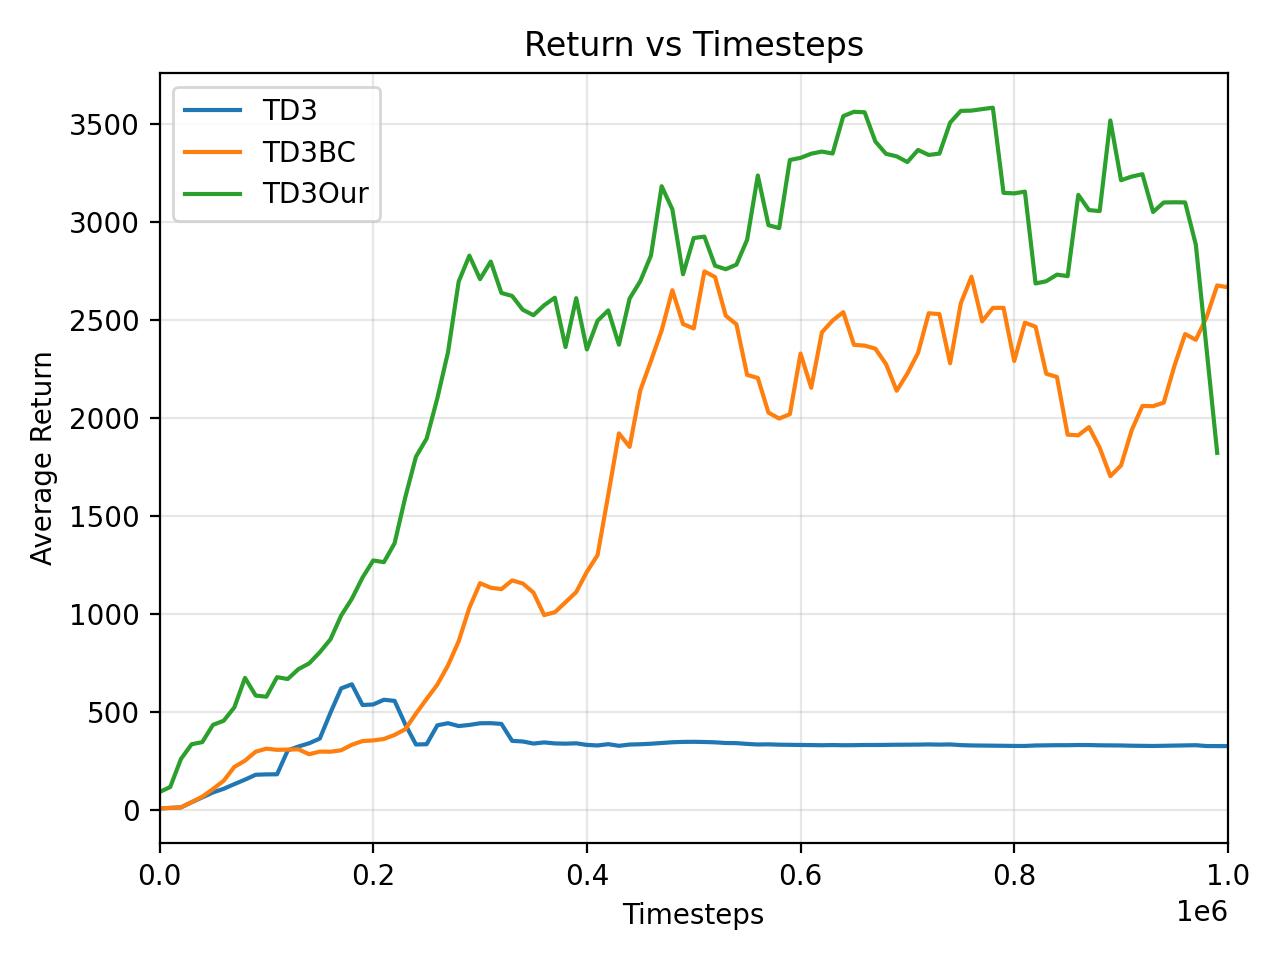 Return vs Timesteps
TD3
TD3BC
TD3Our
Average Return
3500
3000
2500
2000
1500
1000
500
0
0.0 0.2 0.4 0.6 0.8 1.0
1e6
Timesteps